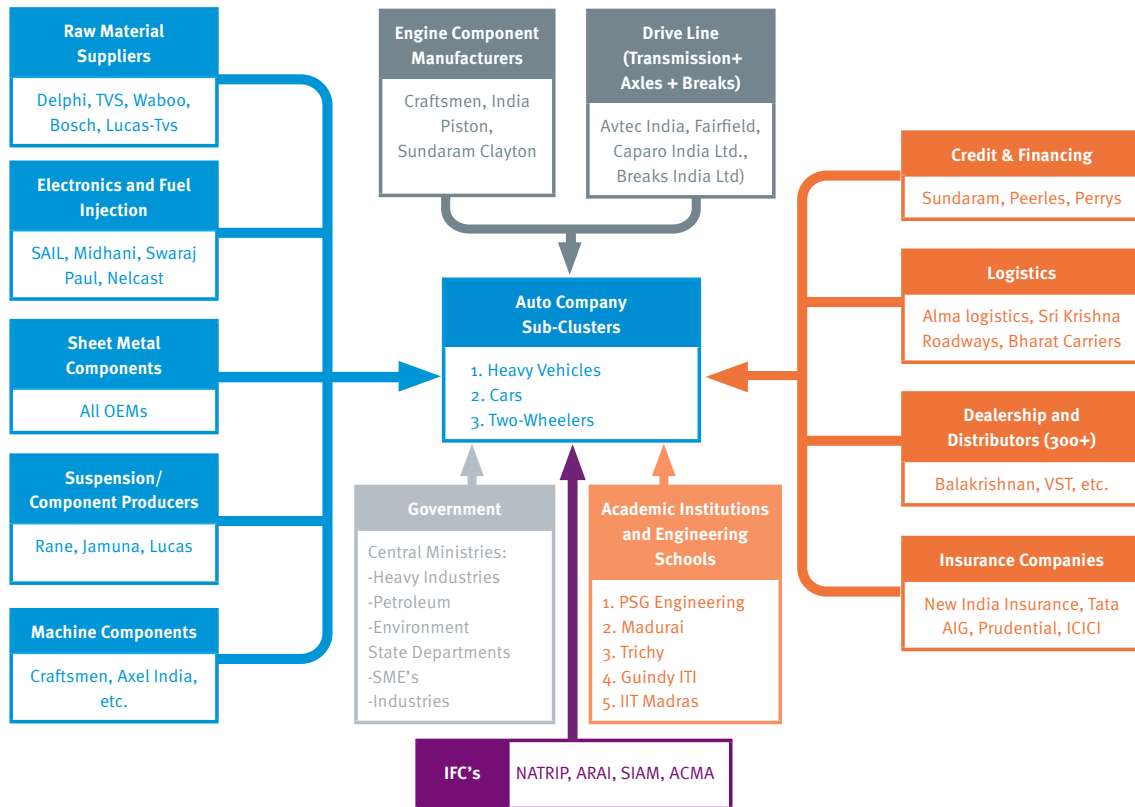 Raw Material
Suppliers
Delphi, TVS, Waboo,
Bosch, Lucas-Tvs
Electronics and Fuel
Injection
SAIL, Midhani, Swaraj
Paul, Nelcast
Sheet Metal
Components
All OEMs
Suspension/
Component Producers
Rane, Jamuna, Lucas
Machine Components
Craftsmen, Axel India,
etc.
Engine Component
Manufacturers
Craftsmen, India
Piston,
Sundaram Clayton
Drive Line
(Transmission+
Axles + Breaks)
Avtec India, Fairfield,
Caparo India Ltd.,
Breaks India Ltd)
Auto Company
Sub-Clusters
1. Heavy Vehicles
2. Cars
3. Two-Wheelers
Government
Central Ministries:
-Heavy Industries
-Petroleum
-Environment
State Departments
-SME's
-Industries
Academic Institutions
and Engineering
Schools
1. PSG Engineering
2. Madurai
3. Trichy
4. Guindy ITI
5. IIT Madras
IFC's
NATRIP, ARAI, SIAM, ACMA
Credit & Financing
Sundaram, Peerles, Perrys
Logistics
Alma logistics, Sri Krishna
Roadways, Bharat Carriers
Dealership and
Distributors (300+)
Balakrishnan, VST, etc.
Insurance Companies
New India Insurance, Tata
AIG, Prudential, ICICI